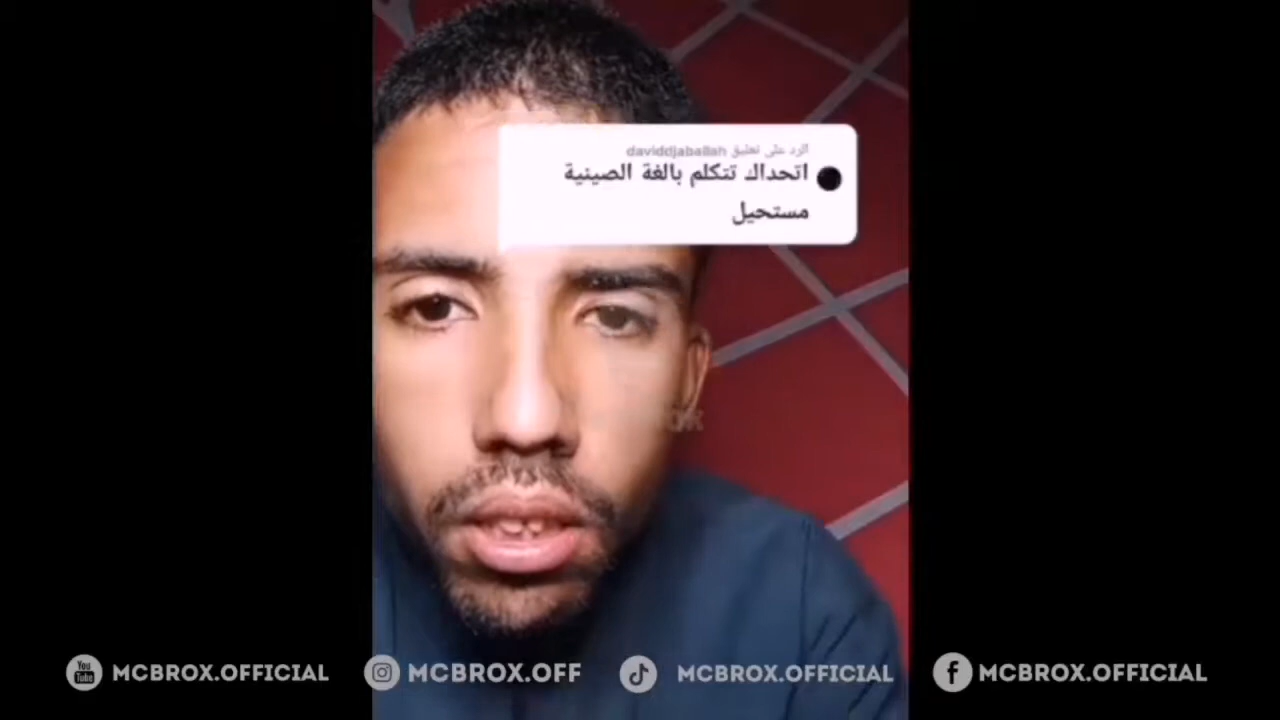 الرد على تعليق daviddjaballah
اتحداك تتكلم بالغة الصينية
مستحيل
MCBROX.OFFICIAL
MCBROX.OFF
MCBROX.OFFICIAL
MCBROX.OFFICIAL